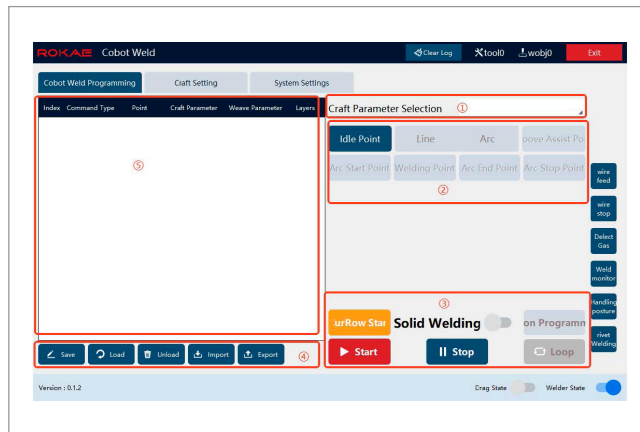 ROKAE Cobot Weld Clear Log tool0 wobj0 Exit
Cobot Weld Programming Craft Setting System Settings
Index Command Type Point Craft Parameter Weave Parameter Layers
Craft Parameter Selection ①
Idle Point Line Arc oove Assist Poi
Arc Start Point Welding Point Arc End Point Arc Stop Point
②
⑤
wire feed
wire stop
Delect Gas
Weld monitor
Handling posture
rivet Welding
③
urRow Star Solid Welding on Programm
Start Stop Loop
Save Load Unload Import Export ④
Version : 0.1.2 Drag State Welder State